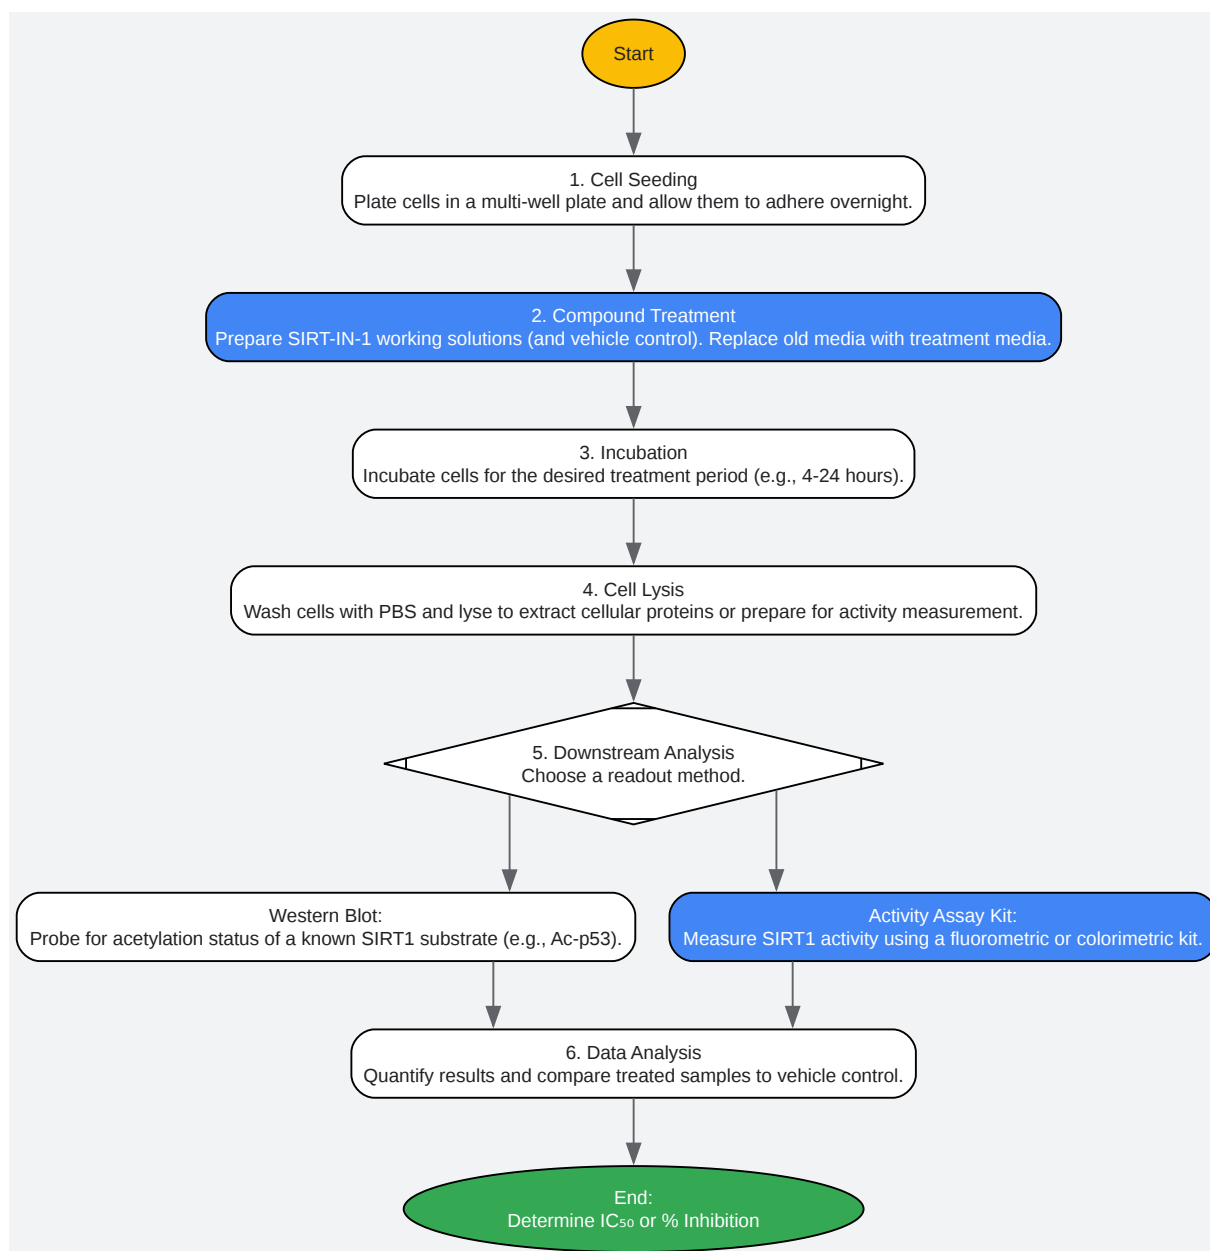 Start
1. Cell Seeding
Plate cells in a multi-well plate and allow them to adhere overnight.
2. Compound Treatment
Prepare SIRT-IN-1 working solutions (and vehicle control). Replace old media with treatment media.
3. Incubation
Incubate cells for the desired treatment period (e.g., 4-24 hours).
4. Cell Lysis
Wash cells with PBS and lyse to extract cellular proteins or prepare for activity measurement.
5. Downstream Analysis
Choose a readout method.
Western Blot:
Probe for acetylation status of a known SIRT1 substrate (e.g., Ac-p53).
Activity Assay Kit:
Measure SIRT1 activity using a fluorometric or colorimetric kit.
6. Data Analysis
Quantify results and compare treated samples to vehicle control.
End:
Determine IC₅₀ or % Inhibition